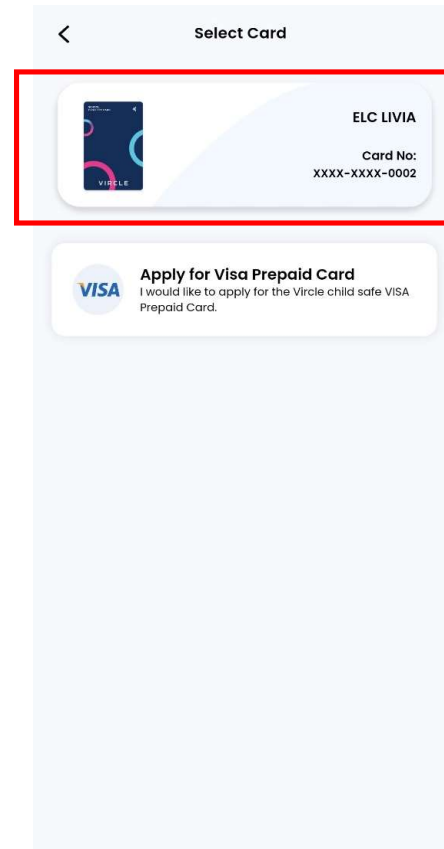 Select Card
ELC LIVIA
Card No:
XXXX-XXXX-0002
VIRCLE
Apply for Visa Prepaid Card
VISA
I would like to apply for the Vircle child safe VISA
Prepaid Card.